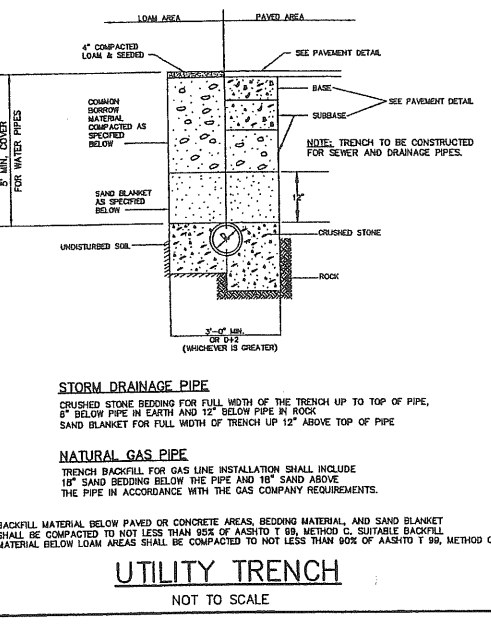 LOAM AREA
PAVED AREA
4" COMPACTED
LOAM & SEEDED
SEE PAVEMENT DETAIL
BASE
SEE PAVEMENT DETAIL
COMMON
BORROW
MATERIAL
COMPACTED AS
SPECIFIED
BELOW
SUBBASE
5' MIN. COVER
FOR WATER PIPES
NOTE: TRENCH TO BE CONSTRUCTED
FOR SEWER AND DRAINAGE PIPES.
SAND BLANKET
AS SPECIFIED
BELOW
12"
UNDISTURBED SOIL
D
CRUSHED STONE
ROCK
3'-0" MIN.
OR D+2
(WHICHEVER IS GREATER)
STORM DRAINAGE PIPE
CRUSHED STONE BEDDING FOR FULL WIDTH OF THE TRENCH UP TO TOP OF PIPE,
6" BELOW PIPE IN EARTH AND 12" BELOW PIPE IN ROCK
SAND BLANKET FOR FULL WIDTH OF TRENCH UP 12" ABOVE TOP OF PIPE
NATURAL GAS PIPE
TRENCH BACKFILL FOR GAS LINE INSTALLATION SHALL INCLUDE
18" SAND BEDDING BELOW THE PIPE AND 18" SAND ABOVE
THE PIPE IN ACCORDANCE WITH THE GAS COMPANY REQUIREMENTS.
BACKFILL MATERIAL BELOW PAVED OR CONCRETE AREAS, BEDDING MATERIAL, AND SAND BLANKET
SHALL BE COMPACTED TO NOT LESS THAN 95% OF AASHTO T 99, METHOD C. SUITABLE BACKFILL
MATERIAL BELOW LOAM AREAS SHALL BE COMPACTED TO NOT LESS THAN 90% OF AASHTO T 99, METHOD C
UTILITY TRENCH
NOT TO SCALE